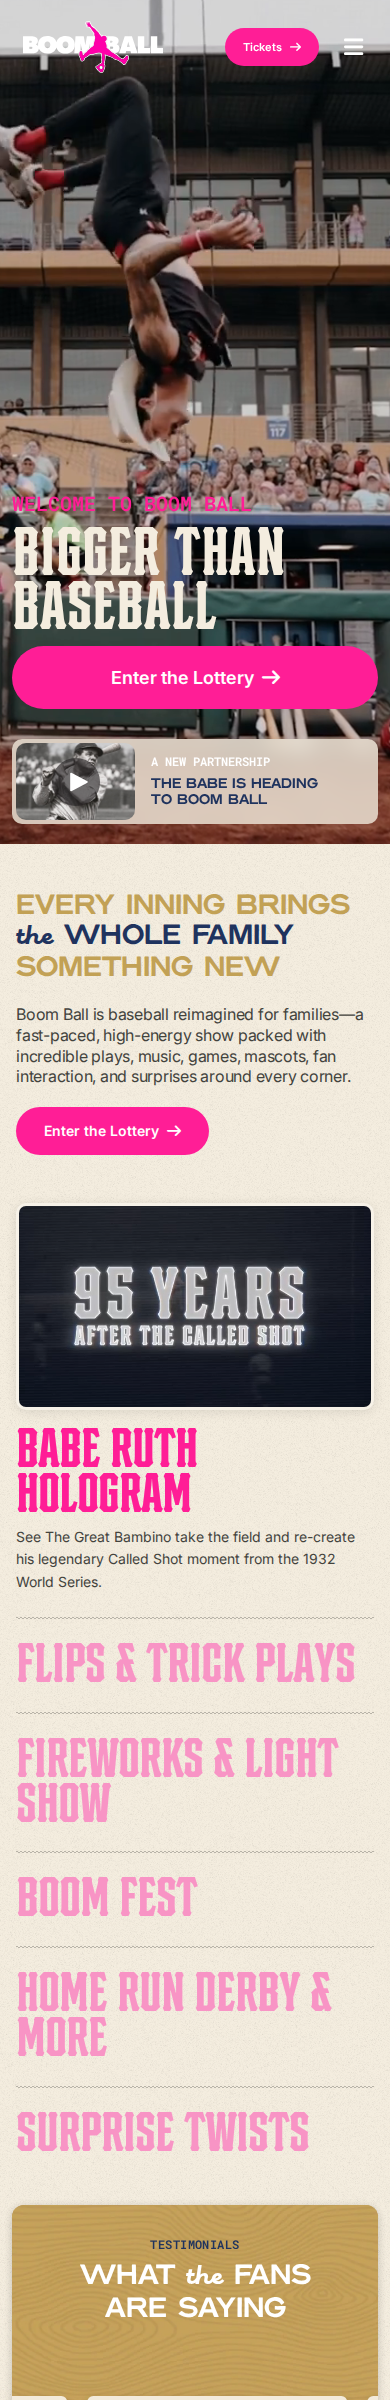 BOOM BALL
Tickets
117
WELCOME TO BOOM BALL
BIGGER THAN
BASEBALL
Enter the Lottery
A NEW PARTNERSHIP
THE BABE IS HEADING
TO BOOM BALL
EVERY INNING BRINGS
the WHOLE FAMILY
SOMETHING NEW
Boom Ball is baseball reimagined for families—a
fast-paced, high-energy show packed with
incredible plays, music, games, mascots, fan
interaction, and surprises around every corner.
Enter the Lottery
95 YEARS
AFTER THE CALLED SHOT
BABE RUTH
HOLOGRAM
See The Great Bambino take the field and re-create
his legendary Called Shot moment from the 1932
World Series.
FLIPS & TRICK PLAYS
FIREWORKS & LIGHT
SHOW
BOOM FEST
HOME RUN DERBY &
MORE
SURPRISE TWISTS
TESTIMONIALS
WHAT the FANS
ARE SAYING